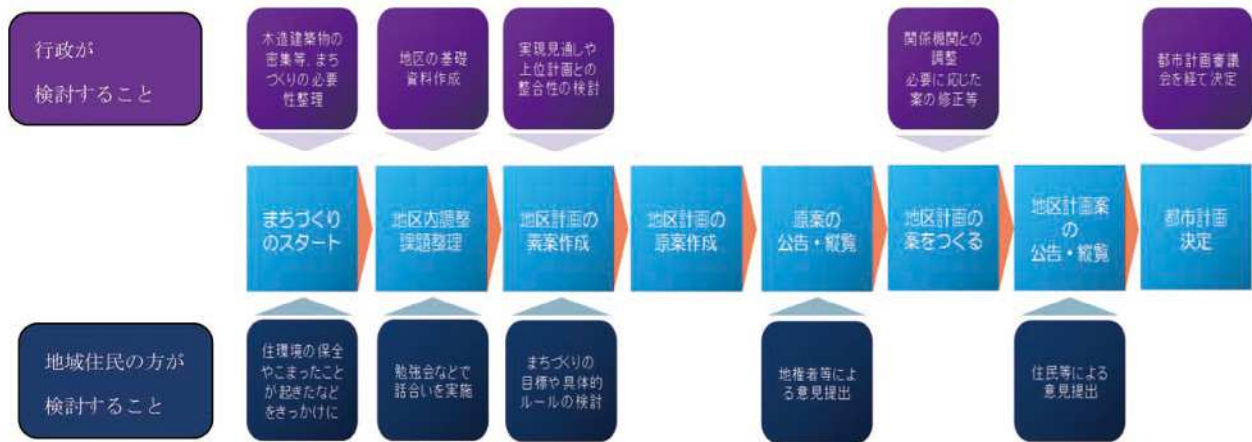 行政が
検討すること
木造建築物の
密集等、まち
づくりの必要
性整理
地区の基礎
資料作成
実現見通しや
上位計画との
整合性の検討
関係機関との
調整
必要に応じた
案の修正等
都市計画審議
会を経て決定
まちづくり
のスタート
地区内調整
課題整理
地区計画の
素案作成
地区計画の
原案作成
原案の
公告・縦覧
地区計画の
案をつくる
地区計画案
の
公告・縦覧
都市計画
決定
地域住民の方が
検討すること
住環境の保全
やこまったこと
が起きたなど
をきっかけに
勉強会などで
話合いを実施
まちづくりの
目標や具体的
ルールの検討
地権者等によ
る意見提出
住民等による
意見提出